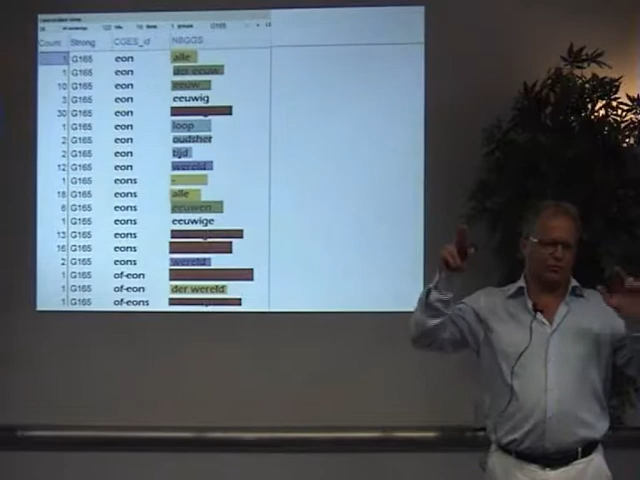 Count Strong CGES_id NBGGS
1 G165 eon alle
1 G165 eon der eeuw
10 G165 eon eeuw
3 G165 eon eeuwig
30 G165 eon
1 G165 eon loop
2 G165 eon oudsher
2 G165 eon tijd
12 G165 eon wereld
1 G165 eons -
18 G165 eons alle
6 G165 eons eeuwen
1 G165 eons eeuwige
13 G165 eons
16 G165 eons
2 G165 eons wereld
1 G165 of-eon
1 G165 of-eon der wereld
1 G165 of-eons